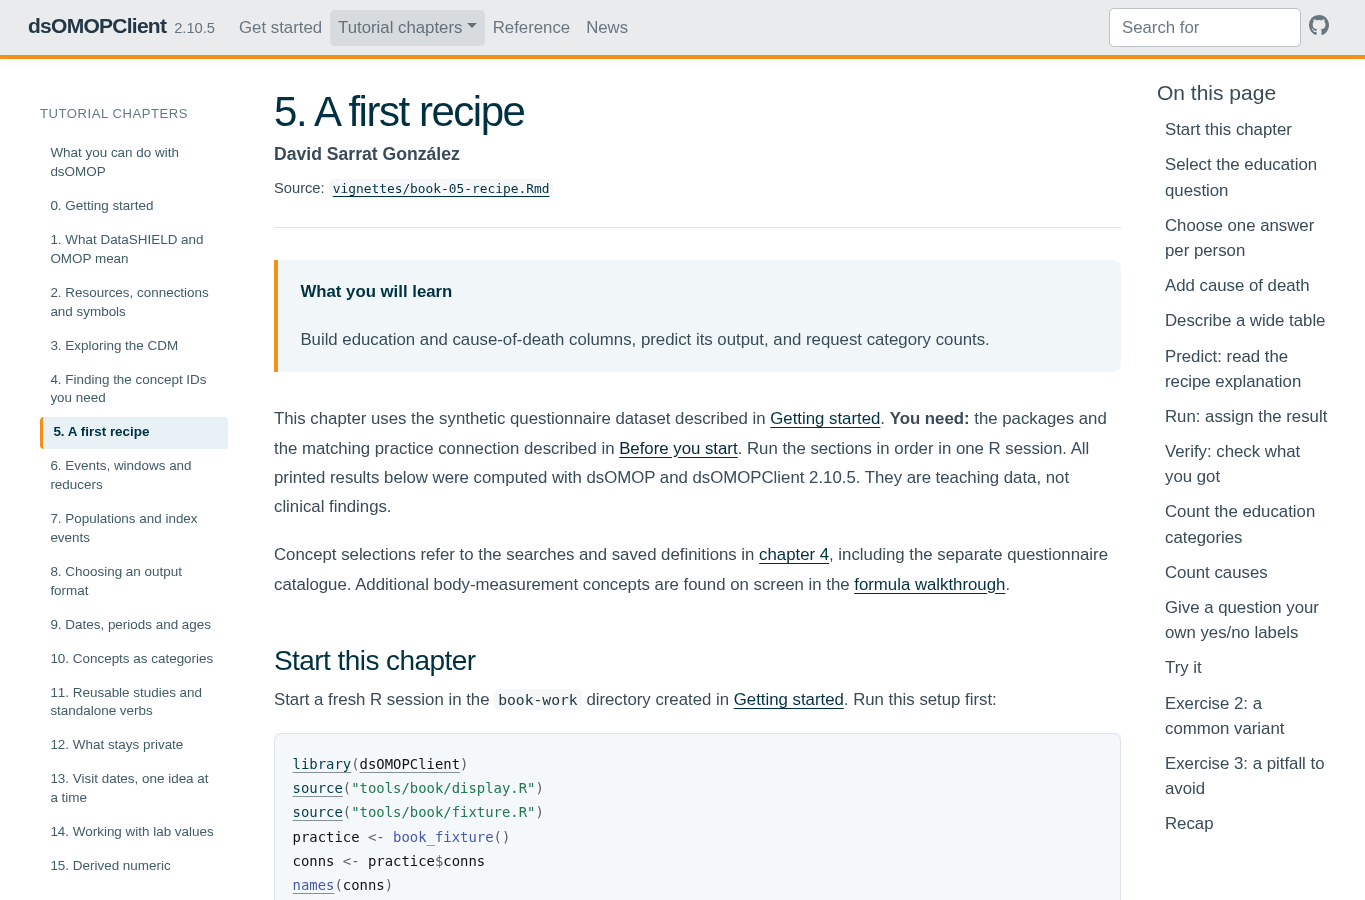 dsOMOPClient 2.10.5 Get started Tutorial chapters Reference News Search for
TUTORIAL CHAPTERS
What you can do with
dsOMOP
0. Getting started
1. What DataSHIELD and
OMOP mean
2. Resources, connections
and symbols
3. Exploring the CDM
4. Finding the concept IDs
you need
5. A first recipe
6. Events, windows and
reducers
7. Populations and index
events
8. Choosing an output
format
9. Dates, periods and ages
10. Concepts as categories
11. Reusable studies and
standalone verbs
12. What stays private
13. Visit dates, one idea at
a time
14. Working with lab values
15. Derived numeric
5. A first recipe
David Sarrat González
Source: vignettes/book-05-recipe.Rmd
What you will learn
Build education and cause-of-death columns, predict its output, and request category counts.
This chapter uses the synthetic questionnaire dataset described in Getting started. You need: the packages and
the matching practice connection described in Before you start. Run the sections in order in one R session. All
printed results below were computed with dsOMOP and dsOMOPClient 2.10.5. They are teaching data, not
clinical findings.
Concept selections refer to the searches and saved definitions in chapter 4, including the separate questionnaire
catalogue. Additional body-measurement concepts are found on screen in the formula walkthrough.
Start this chapter
Start a fresh R session in the book-work directory created in Getting started. Run this setup first:
library(dsOMOPClient)
source("tools/book/display.R")
source("tools/book/fixture.R")
practice <- book_fixture()
conns <- practice$conns
names(conns)
On this page
Start this chapter
Select the education
question
Choose one answer
per person
Add cause of death
Describe a wide table
Predict: read the
recipe explanation
Run: assign the result
Verify: check what
you got
Count the education
categories
Count causes
Give a question your
own yes/no labels
Try it
Exercise 2: a
common variant
Exercise 3: a pitfall to
avoid
Recap